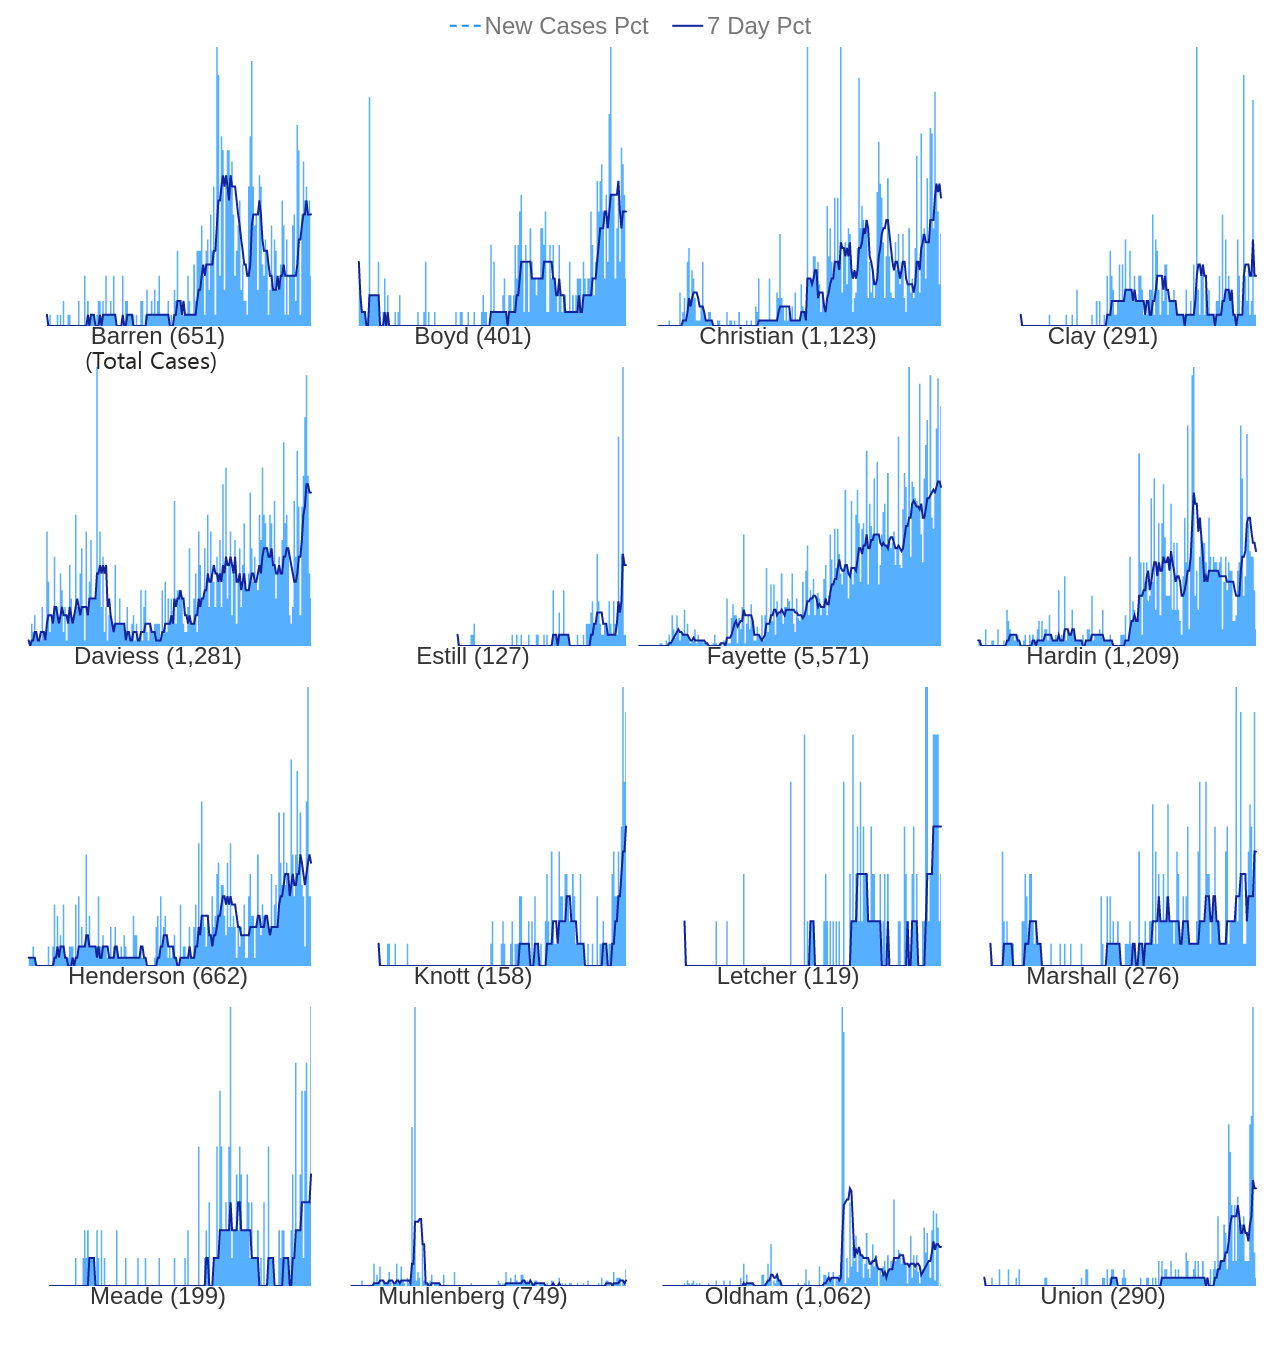 New Cases Pct 7 Day Pct
Barren (651) Boyd (401) Christian (1,123) Clay (291)
(Total Cases)
Daviess (1,281) Estill (127) Fayette (5,571) Hardin (1,209)
Henderson (662) Knott (158) Letcher (119) Marshall (276)
Meade (199) Muhlenberg (749) Oldham (1,062) Union (290)